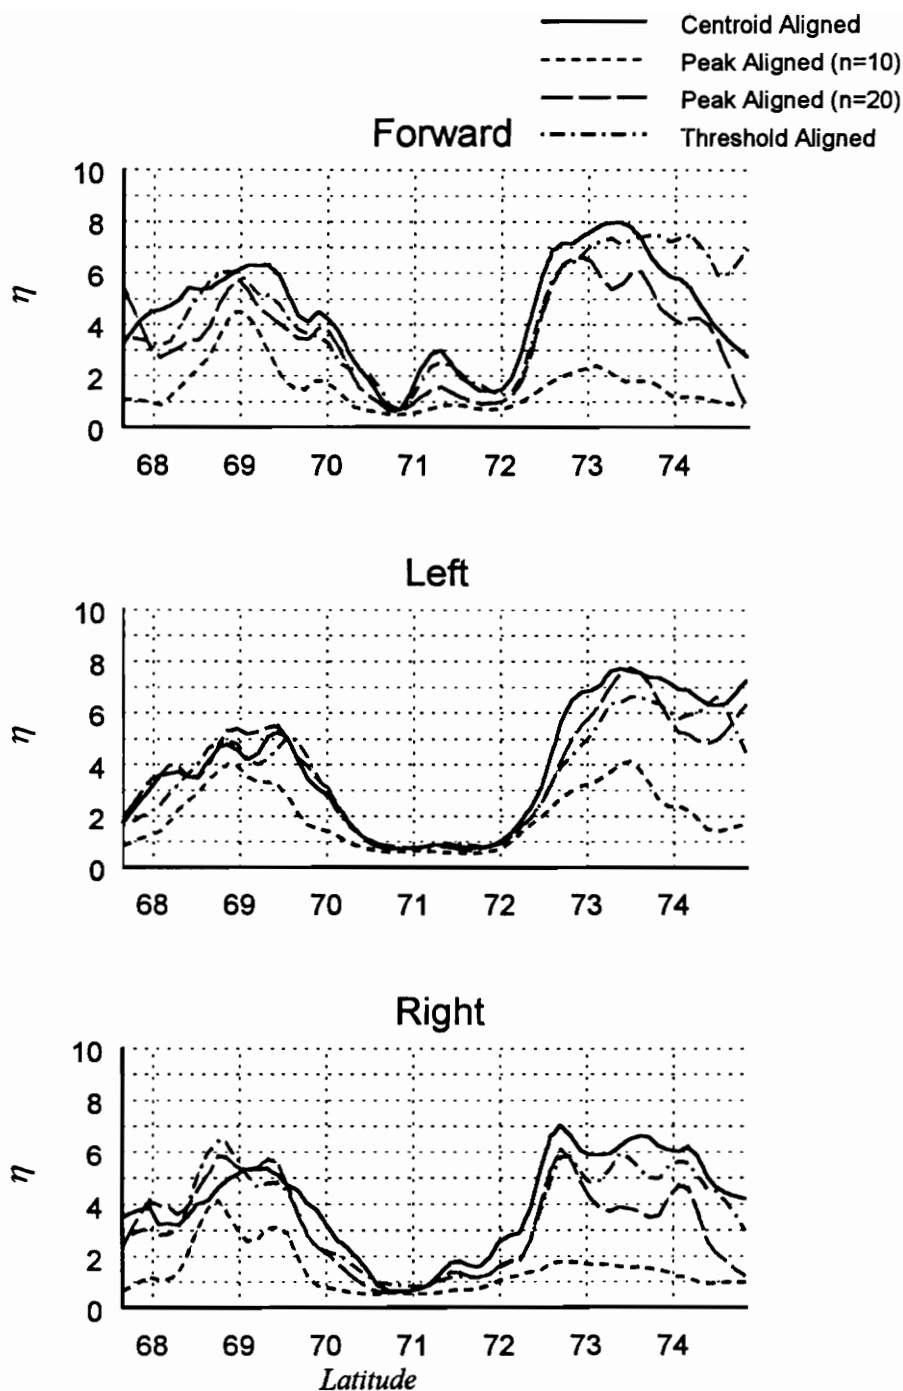 Centroid Aligned
Peak Aligned (n=10)
Peak Aligned (n=20)
Threshold Aligned
Forward
10
8
6
4
2
0
η
68 69 70 71 72 73 74
Left
10
8
6
4
2
0
η
68 69 70 71 72 73 74
Right
10
8
6
4
2
0
η
68 69 70 71 72 73 74
Latitude